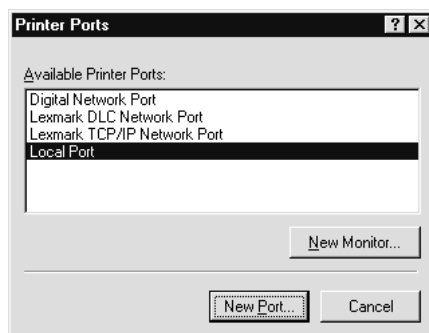 Printer Ports
Available Printer Ports:
Digital Network Port
Lexmark DLC Network Port
Lexmark TCP/IP Network Port
Local Port
New Monitor...
New Port...
Cancel